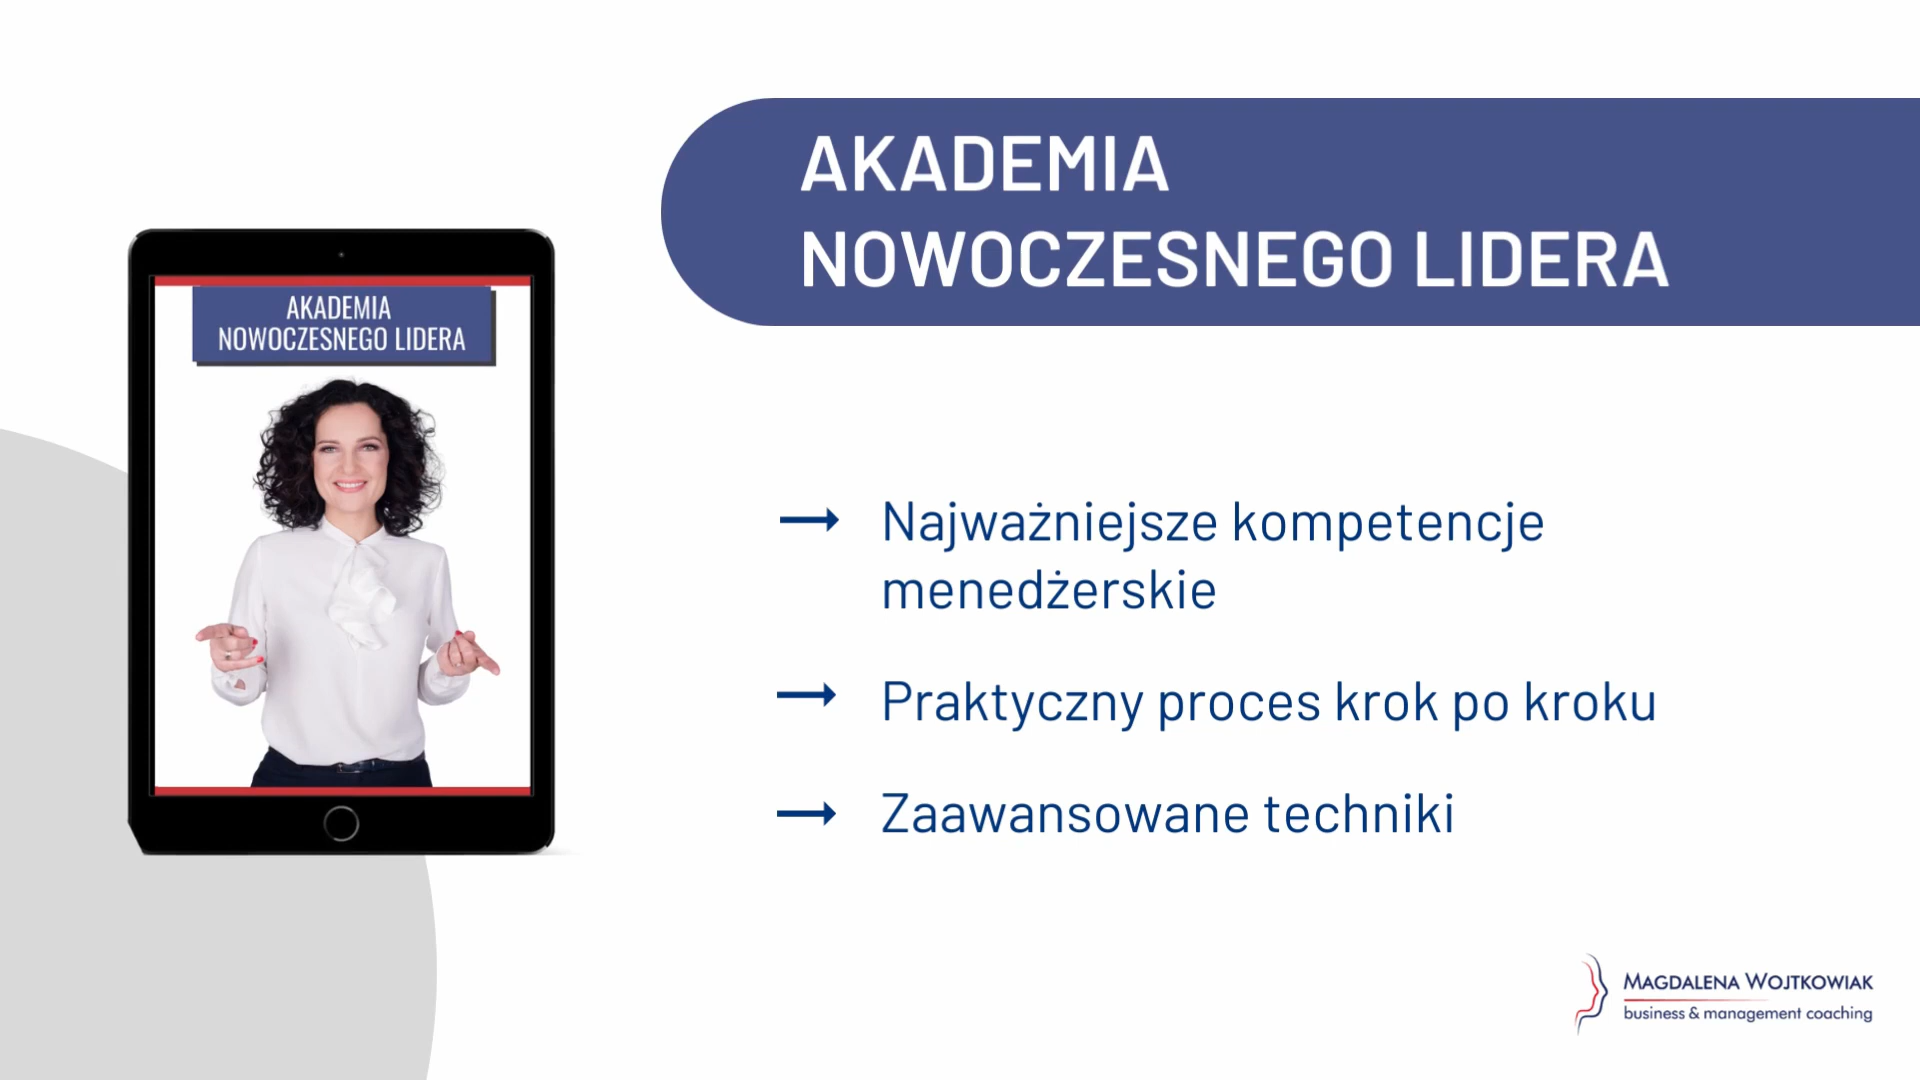 AKADEMIA
NOWOCZESNEGO LIDERA
AKADEMIA
NOWOCZESNEGO LIDERA
Najważniejsze kompetencje
menedżerskie
Praktyczny proces krok po kroku
Zaawansowane techniki
MAGDALENA WOJTKOWIAK
business & management coaching